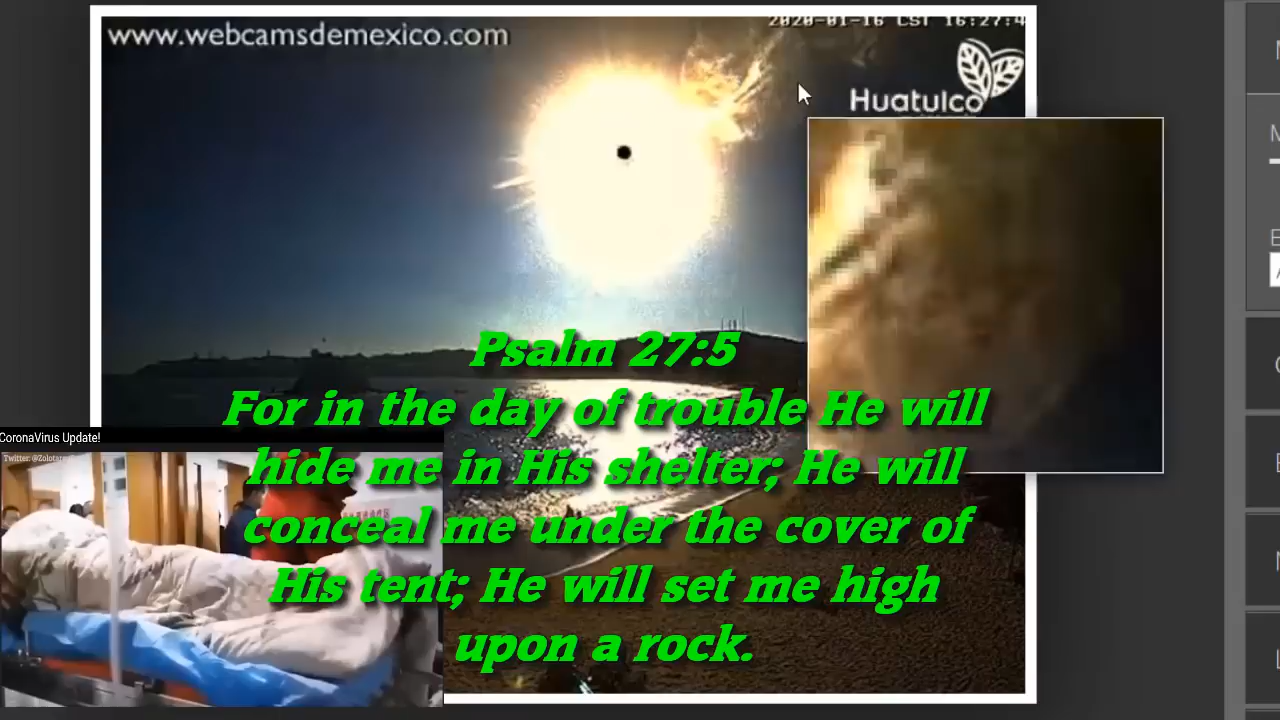 www.webcamsdemexico.com
2020-01-16 CST 16:27:4
Huatulco
Psalm 27:5
For in the day of trouble He will
hide me in His shelter; He will
conceal me under the cover of
His tent; He will set me high
upon a rock.
CoronaVirus Update!